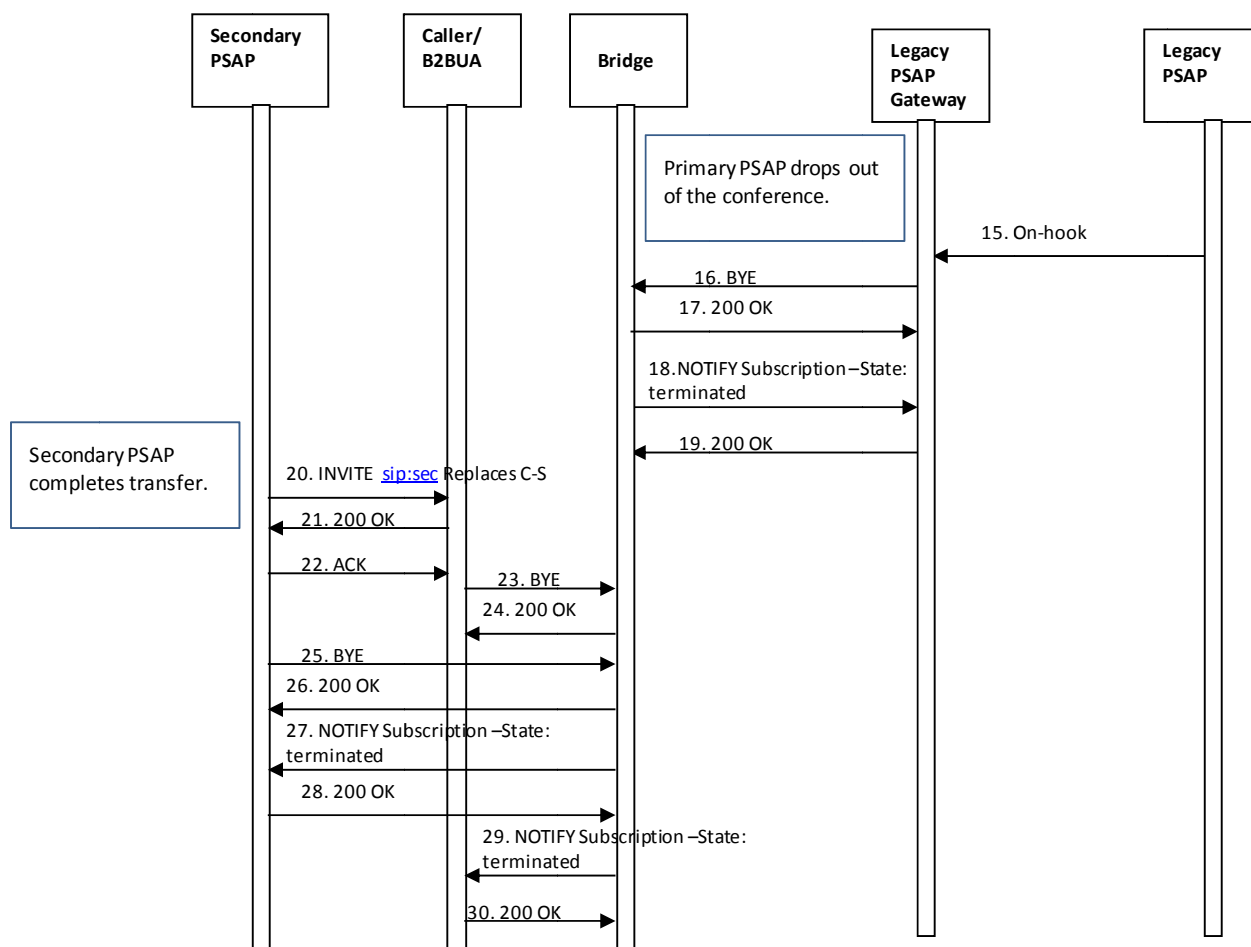 Secondary
PSAP
Caller/
B2BUA
Bridge
Legacy
PSAP
Gateway
Legacy
PSAP
Primary PSAP drops out
of the conference.
15. On-hook
16. BYE
17. 200 OK
18.NOTIFY Subscription –State:
terminated
19. 200 OK
Secondary PSAP
completes transfer.
20. INVITE sip:sec Replaces C-S
21. 200 OK
22. ACK
23. BYE
24. 200 OK
25. BYE
26. 200 OK
27. NOTIFY Subscription –State:
terminated
28. 200 OK
29. NOTIFY Subscription –State:
terminated
30. 200 OK